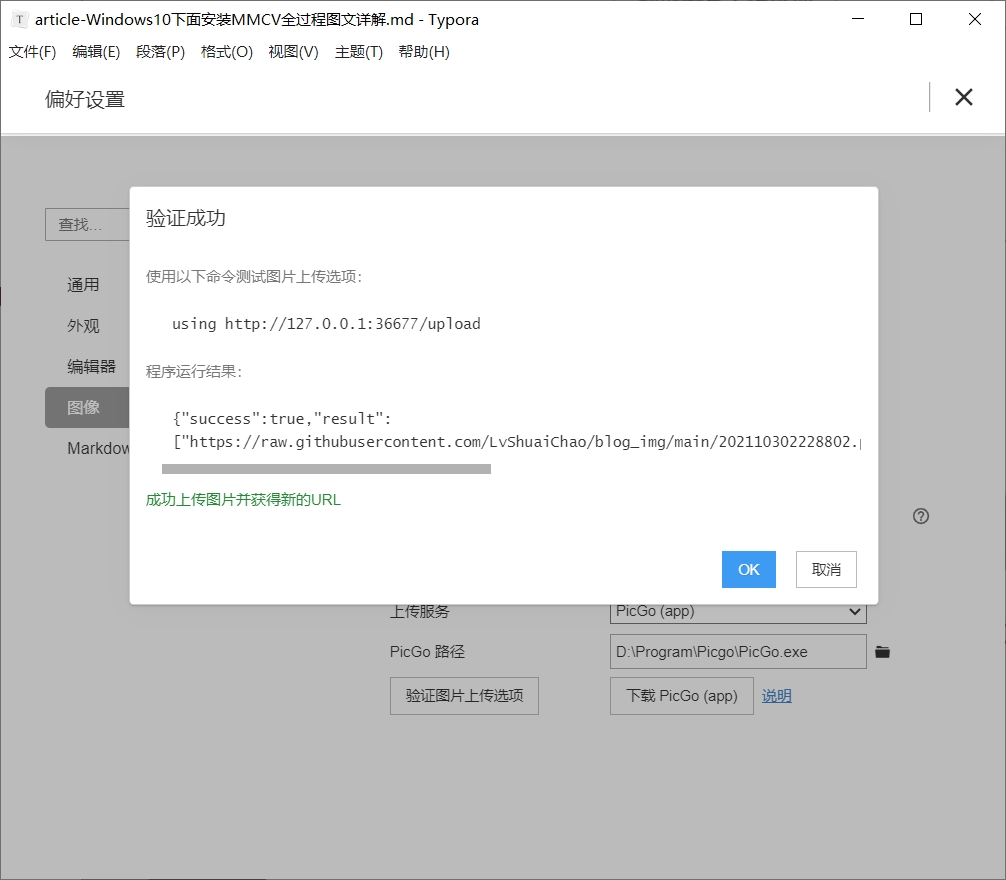 article-Windows10下面安装MMCV全过程图文详解.md - Typora
文件(F) 编辑(E) 段落(P) 格式(O) 视图(V) 主题(T) 帮助(H)
偏好设置
查找...
通用
外观
编辑器
图像
Markdow
验证成功
使用以下命令测试图片上传选项:
using http://127.0.0.1:36677/upload
程序运行结果:
{"success":true,"result":
["https://raw.githubusercontent.com/LvShuaiChao/blog_img/main/202110302228802.p
成功上传图片并获得新的URL
OK 取消
上传服务 PicGo (app)
PicGo 路径 D:\Program\Picgo\PicGo.exe
验证图片上传选项 下载 PicGo (app) 说明